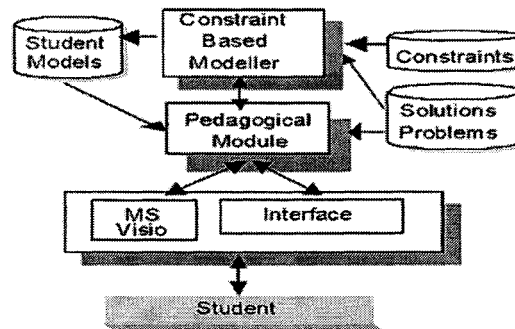 Constraint
Based
Modeller
Student
Models
Constraints
Solutions
Problems
Pedagogical
Module
MS
Visio
Interface
Student